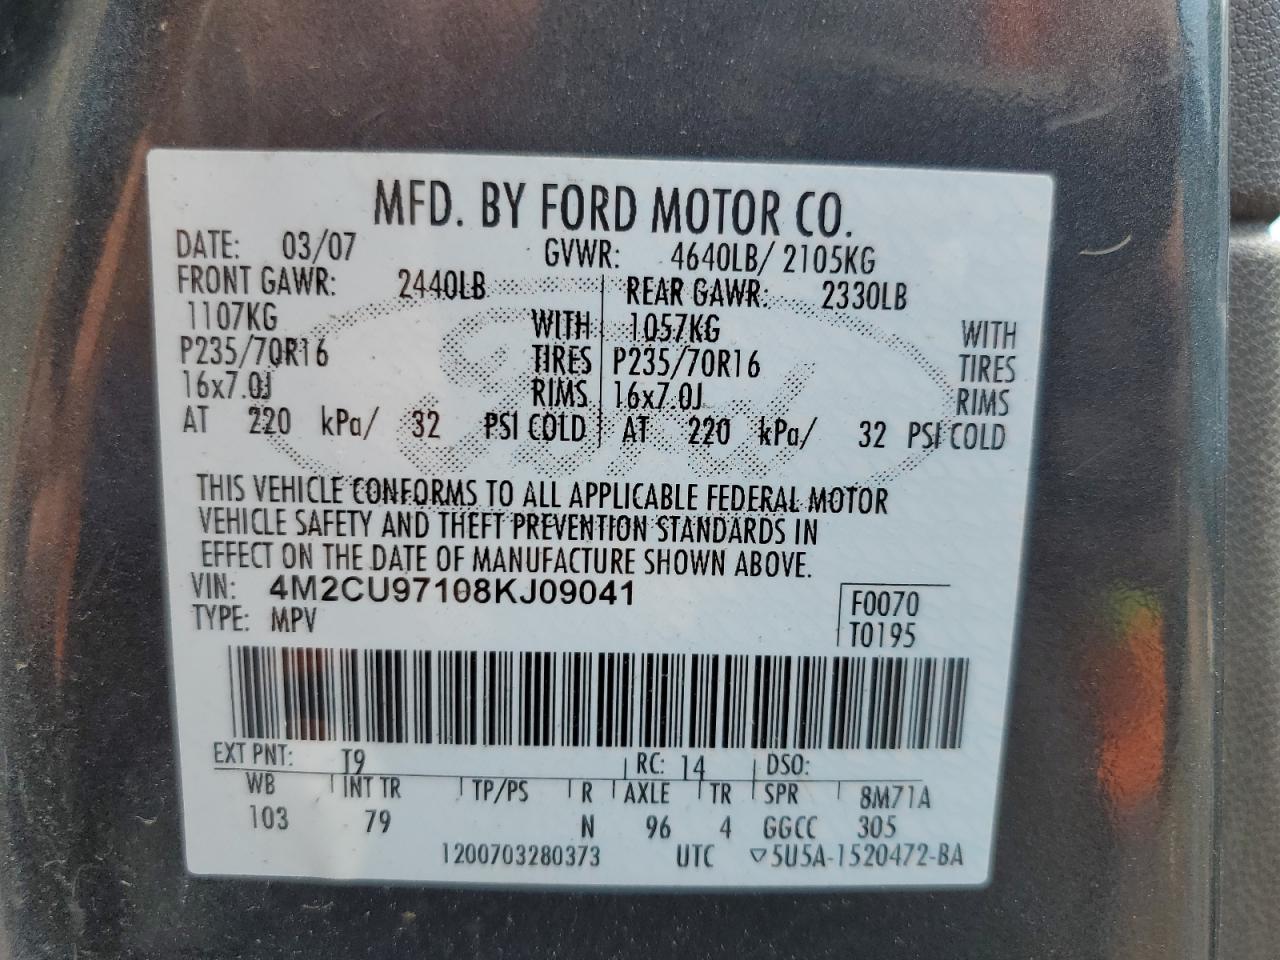 MFD. BY FORD MOTOR CO.
DATE: 03/07 GVWR: 4640LB/ 2105KG
FRONT GAWR: 2440LB REAR GAWR: 2330LB
1107KG WITH 1057KG WITH
P235/70R16 TIRES P235/70R16 TIRES
16x7.0J RIMS 16x7.0J RIMS
AT 220 kPa/ 32 PSI COLD AT 220 kPa/ 32 PSI COLD
THIS VEHICLE CONFORMS TO ALL APPLICABLE FEDERAL MOTOR
VEHICLE SAFETY AND THEFT PREVENTION STANDARDS IN
EFFECT ON THE DATE OF MANUFACTURE SHOWN ABOVE.
VIN: 4M2CU97108KJ09041
TYPE: MPV
F0070
T0195
EXT PNT: T9 RC: 14 DSO:
WB INT TR TP/PS R AXLE TR SPR 8M71A
103 79 N 96 4 GGCC 305
1200703280373 UTC ▽5U5A-1520472-BA